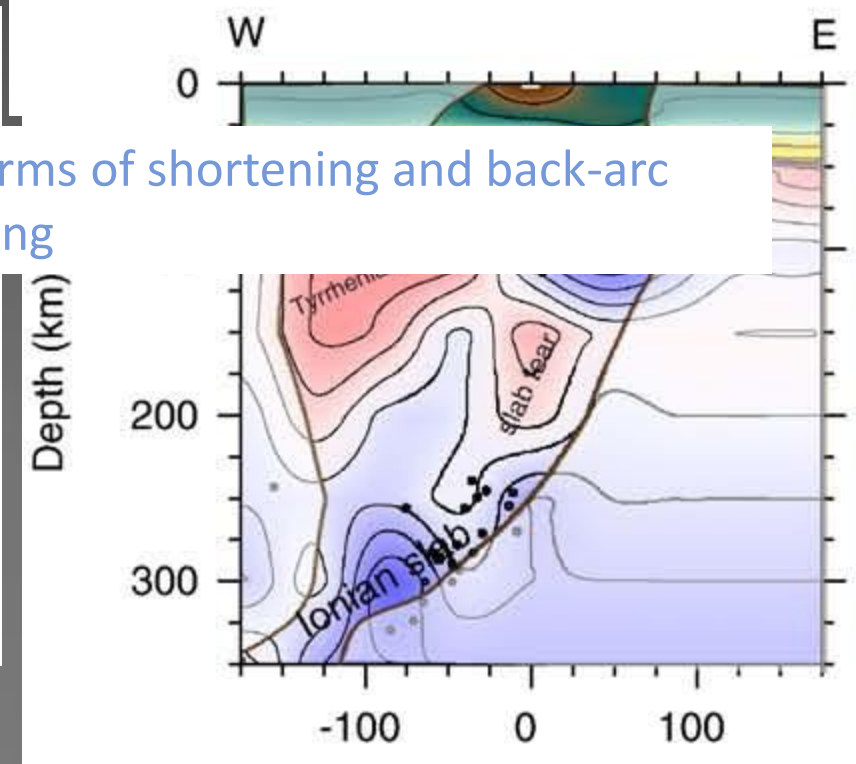 W E
0
rms of shortening and back-arc
ng
Tyrrheni
Depth (km)
200
slab tear
300
Ionian slab
-100 0 100